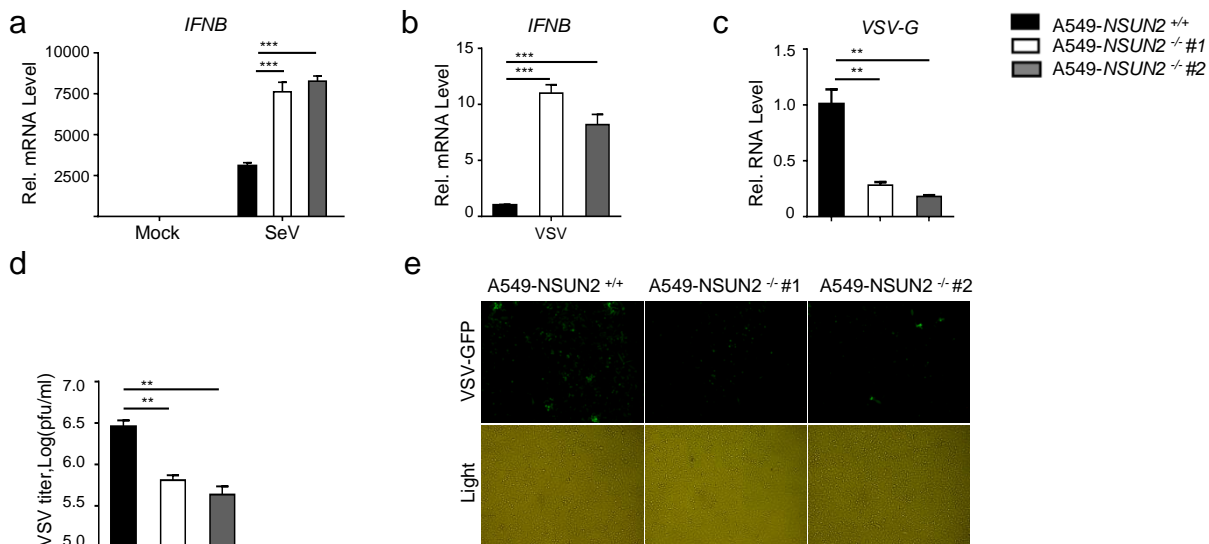 a
IFNB
Rel. mRNA Level
10000
7500
5000
2500
***
***
Mock
SeV
b
IFNB
Rel. mRNA Level
15
10
5
0
***
***
VSV
c
VSV-G
Rel. RNA Level
1.5
1.0
0.5
0
**
**
A549-NSUN2 +/+
A549-NSUN2 -/- #1
A549-NSUN2 -/- #2
d
VSV titer,Log(pfu/ml)
7.0
6.5
6.0
5.5
5.0
**
**
e
A549-NSUN2 +/+
A549-NSUN2 -/- #1
A549-NSUN2 -/- #2
VSV-GFP
Light